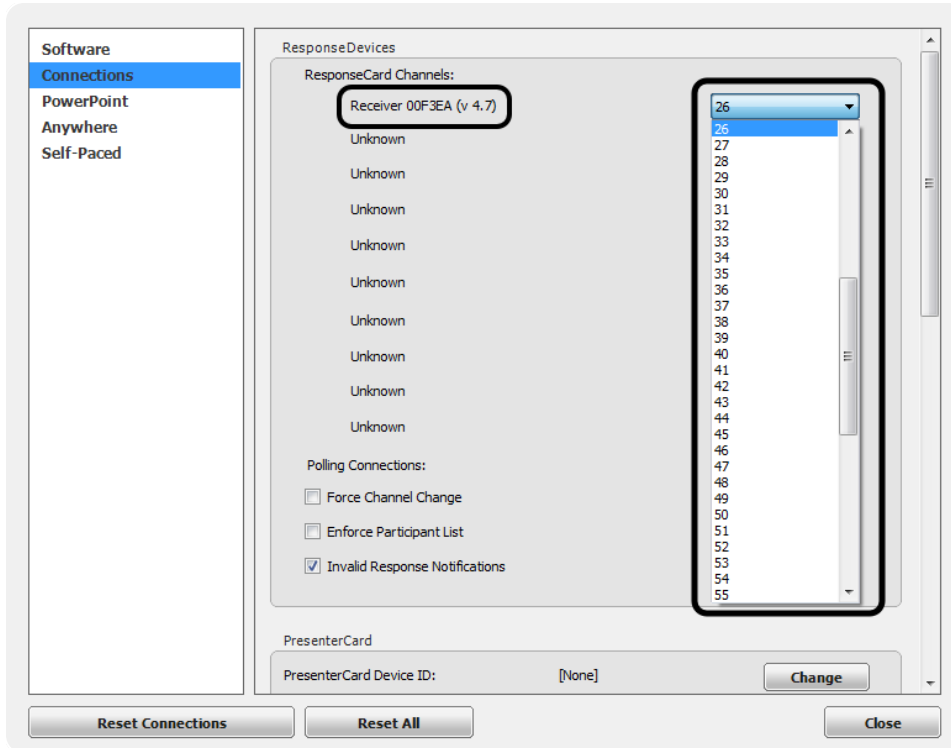 Software
Connections
PowerPoint
Anywhere
Self-Paced
ResponseDevices
ResponseCard Channels:
Receiver 00F3EA (v 4.7)
26
Unknown
Unknown
Unknown
Unknown
Unknown
Unknown
Unknown
Unknown
Unknown
26
27
28
29
30
31
32
33
34
35
36
37
38
39
40
41
42
43
44
45
46
47
48
49
50
51
52
53
54
55
Polling Connections:
Force Channel Change
Enforce Participant List
Invalid Response Notifications
PresenterCard
PresenterCard Device ID: [None] Change
Reset Connections Reset All Close